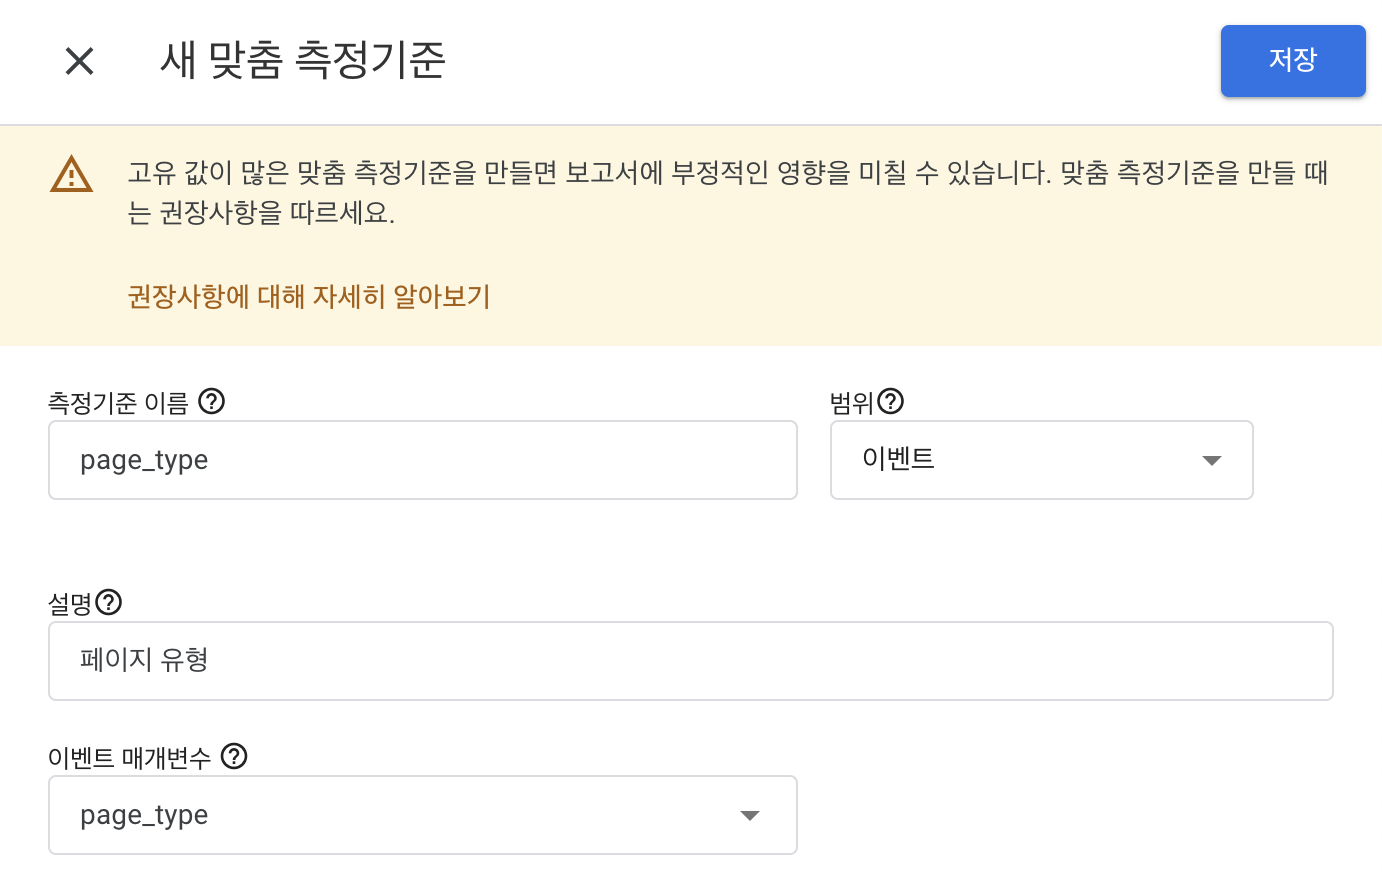 새 맞춤 측정기준
저장
고유 값이 많은 맞춤 측정기준을 만들면 보고서에 부정적인 영향을 미칠 수 있습니다. 맞춤 측정기준을 만들 때
는 권장사항을 따르세요.
권장사항에 대해 자세히 알아보기
측정기준 이름
범위
page_type
이벤트
설명
페이지 유형
이벤트 매개변수
page_type